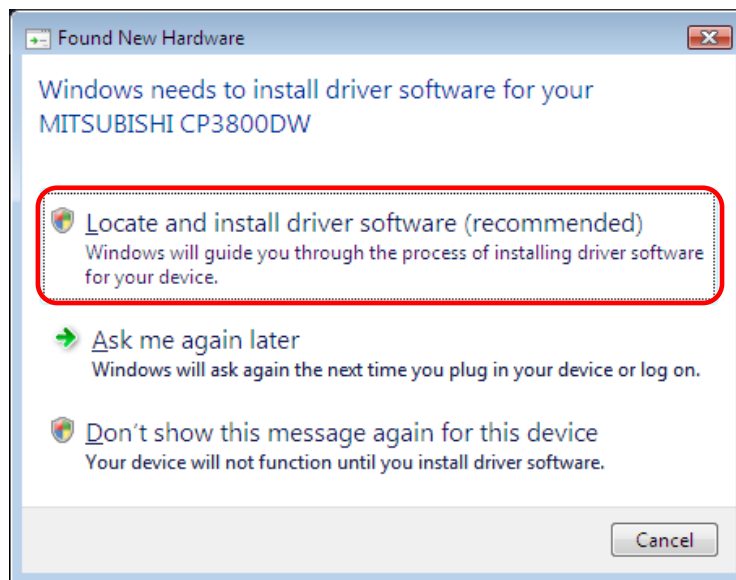 Found New Hardware
Windows needs to install driver software for your
MITSUBISHI CP3800DW
Locate and install driver software (recommended)
Windows will guide you through the process of installing driver software
for your device.
Ask me again later
Windows will ask again the next time you plug in your device or log on.
Don't show this message again for this device
Your device will not function until you install driver software.
Cancel